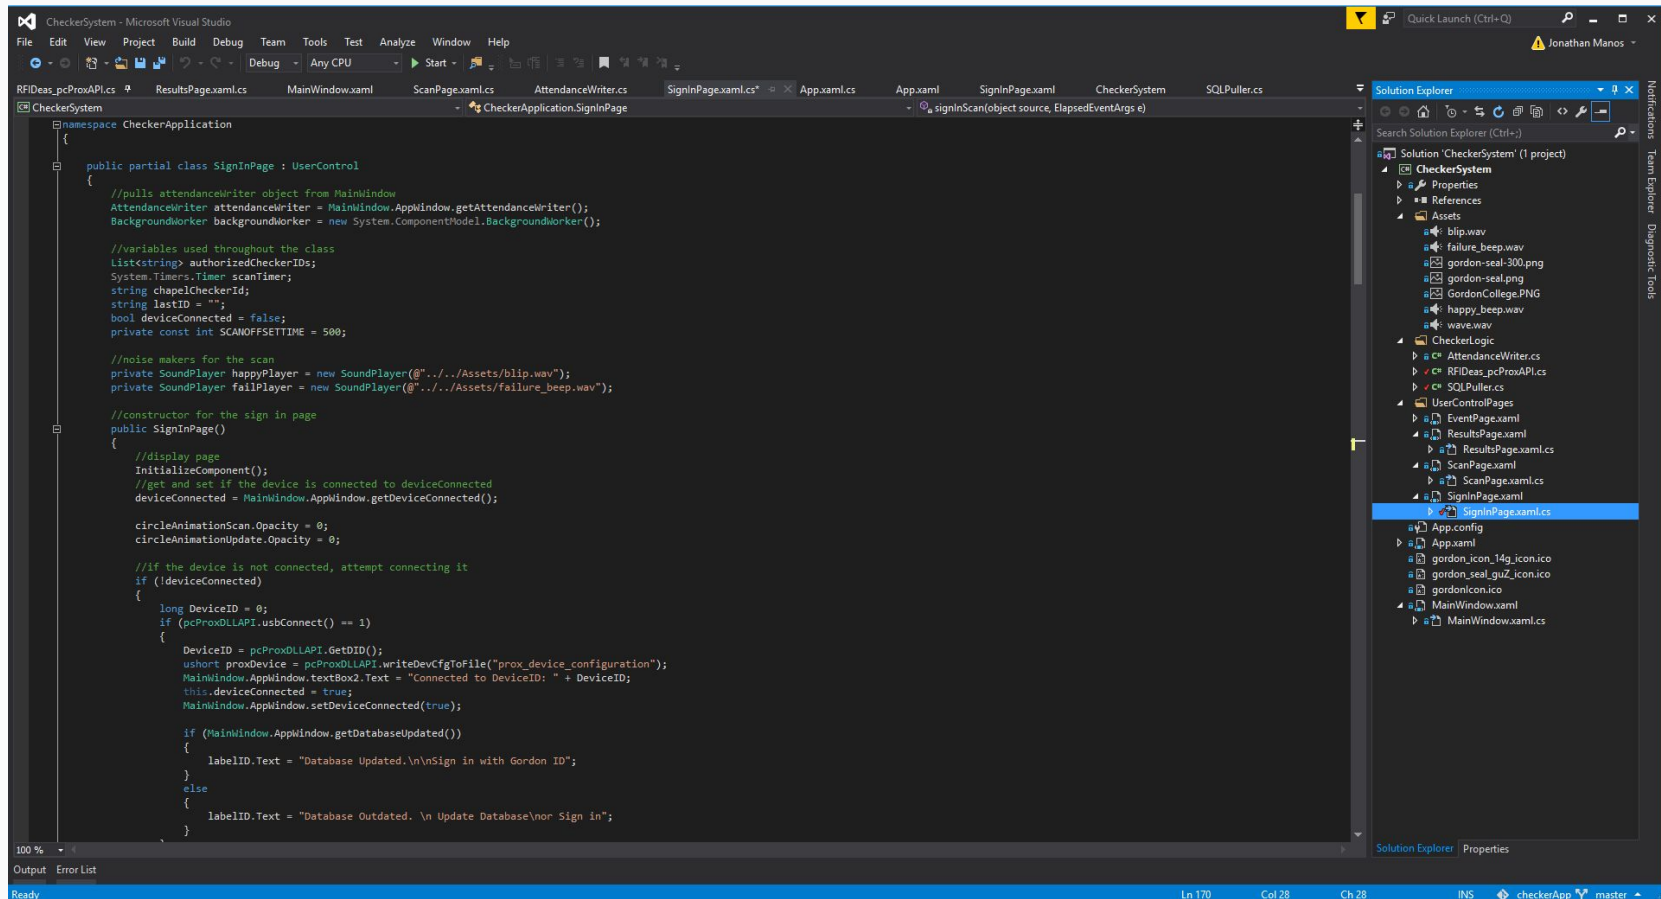 CheckerSystem - Microsoft Visual Studio
Quick Launch (Ctrl+Q)
File Edit View Project Build Debug Team Tools Test Analyze Window Help
Jonathan Manos
Debug Any CPU Start
RFIDeas_pcProxAPI.cs ResultsPage.xaml.cs MainWindow.xaml ScanPage.xaml.cs AttendanceWriter.cs SignInPage.xaml.cs* App.xaml.cs App.xaml SignInPage.xaml CheckerSystem SQLPuller.cs
CheckerSystem CheckerApplication.SignInPage signInScan(object source, ElapsedEventArgs e)
namespace CheckerApplication
{
public partial class SignInPage : UserControl
{
//pulls attendanceWriter object from MainWindow
AttendanceWriter attendanceWriter = MainWindow.AppWindow.getAttendanceWriter();
BackgroundWorker backgroundWorker = new System.ComponentModel.BackgroundWorker();
//variables used throughout the class
List<string> authorizedCheckerIDs;
System.Timers.Timer scanTimer;
string chapelCheckerId;
string lastID = "";
bool deviceConnected = false;
private const int SCANOFFSETTIME = 500;
//noise makers for the scan
private SoundPlayer happyPlayer = new SoundPlayer(@"../../Assets/blip.wav");
private SoundPlayer failPlayer = new SoundPlayer(@"../../Assets/failure_beep.wav");
//constructor for the sign in page
public SignInPage()
{
//display page
InitializeComponent();
//get and set if the device is connected to deviceConnected
deviceConnected = MainWindow.AppWindow.getDeviceConnected();
circleAnimationScan.Opacity = 0;
circleAnimationUpdate.Opacity = 0;
//if the device is not connected, attempt connecting it
if (!deviceConnected)
{
long DeviceID = 0;
if (pcProxDLLAPI.usbConnect() == 1)
{
DeviceID = pcProxDLLAPI.GetDID();
ushort proxDevice = pcProxDLLAPI.writeDevCfgToFile("prox_device_configuration");
MainWindow.AppWindow.textBox2.Text = "Connected to DeviceID: " + DeviceID;
this.deviceConnected = true;
MainWindow.AppWindow.setDeviceConnected(true);
if (MainWindow.AppWindow.getDatabaseUpdated())
{
labelID.Text = "Database Updated.\n\nSign in with Gordon ID";
}
else
{
labelID.Text = "Database Outdated. \n Update Database\nor Sign in";
}
100 %
Output Error List
Solution Explorer
Search Solution Explorer (Ctrl+;)
Solution 'CheckerSystem' (1 project)
CheckerSystem
Properties
References
Assets
blip.wav
failure_beep.wav
gordon-seal-300.png
gordon-seal.png
GordonCollege.PNG
happy_beep.wav
wave.wav
CheckerLogic
C# AttendanceWriter.cs
C# RFIDeas_pcProxAPI.cs
C# SQLPuller.cs
UserControlPages
EventPage.xaml
ResultsPage.xaml
ResultsPage.xaml.cs
ScanPage.xaml
ScanPage.xaml.cs
SignInPage.xaml
SignInPage.xaml.cs
App.config
App.xaml
gordon_icon_14g_icon.ico
gordon_seal_guZ_icon.ico
gordonIcon.ico
MainWindow.xaml
MainWindow.xaml.cs
Solution Explorer Properties
Notifications
Team Explorer
Diagnostic Tools
Ready Ln 170 Col 28 Ch 28 INS checkerApp master